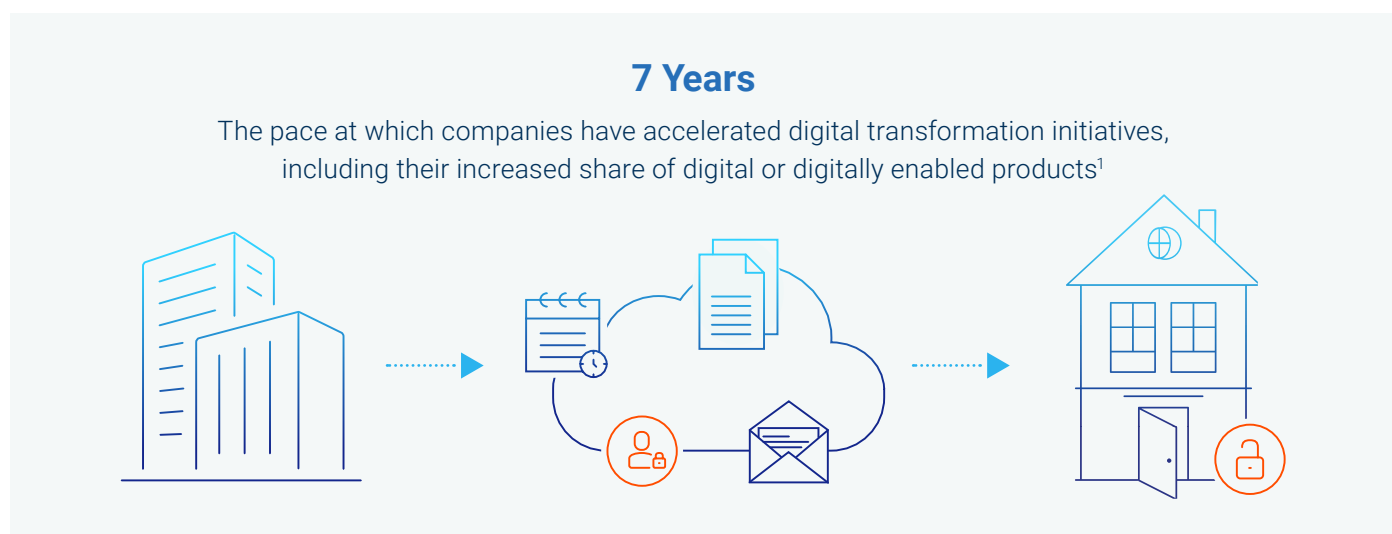 7 Years
The pace at which companies have accelerated digital transformation initiatives,
including their increased share of digital or digitally enabled products¹